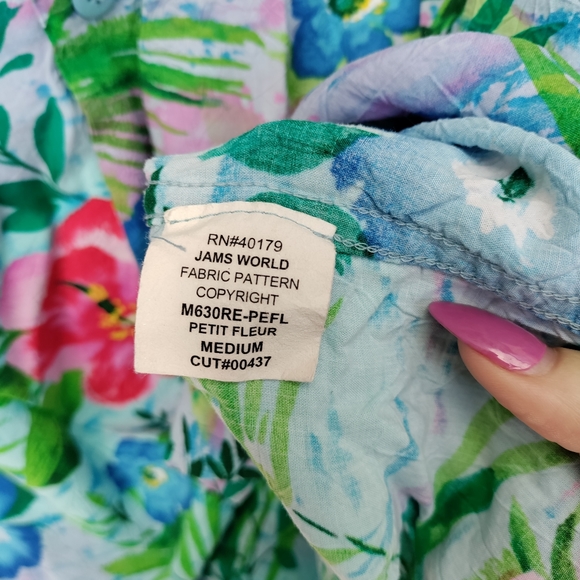 RN#40179
JAMS WORLD
FABRIC PATTERN
COPYRIGHT
M630RE-PEFL
PETIT FLEUR
MEDIUM
CUT#00437